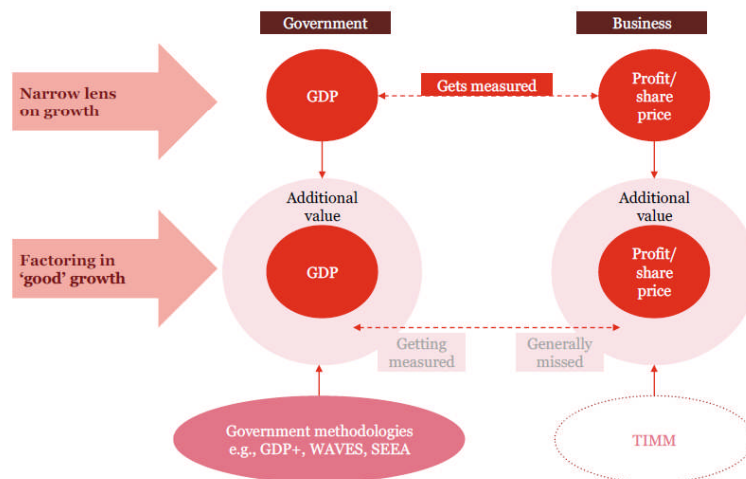 Government
Business
Narrow lens
on growth
GDP
Gets measured
Profit/
share
price
Additional
value
Additional
value
Factoring in
‘good’ growth
GDP
Profit/
share
price
Getting
measured
Generally
missed
Government methodologies
e.g., GDP+, WAVES, SEEA
TIMM